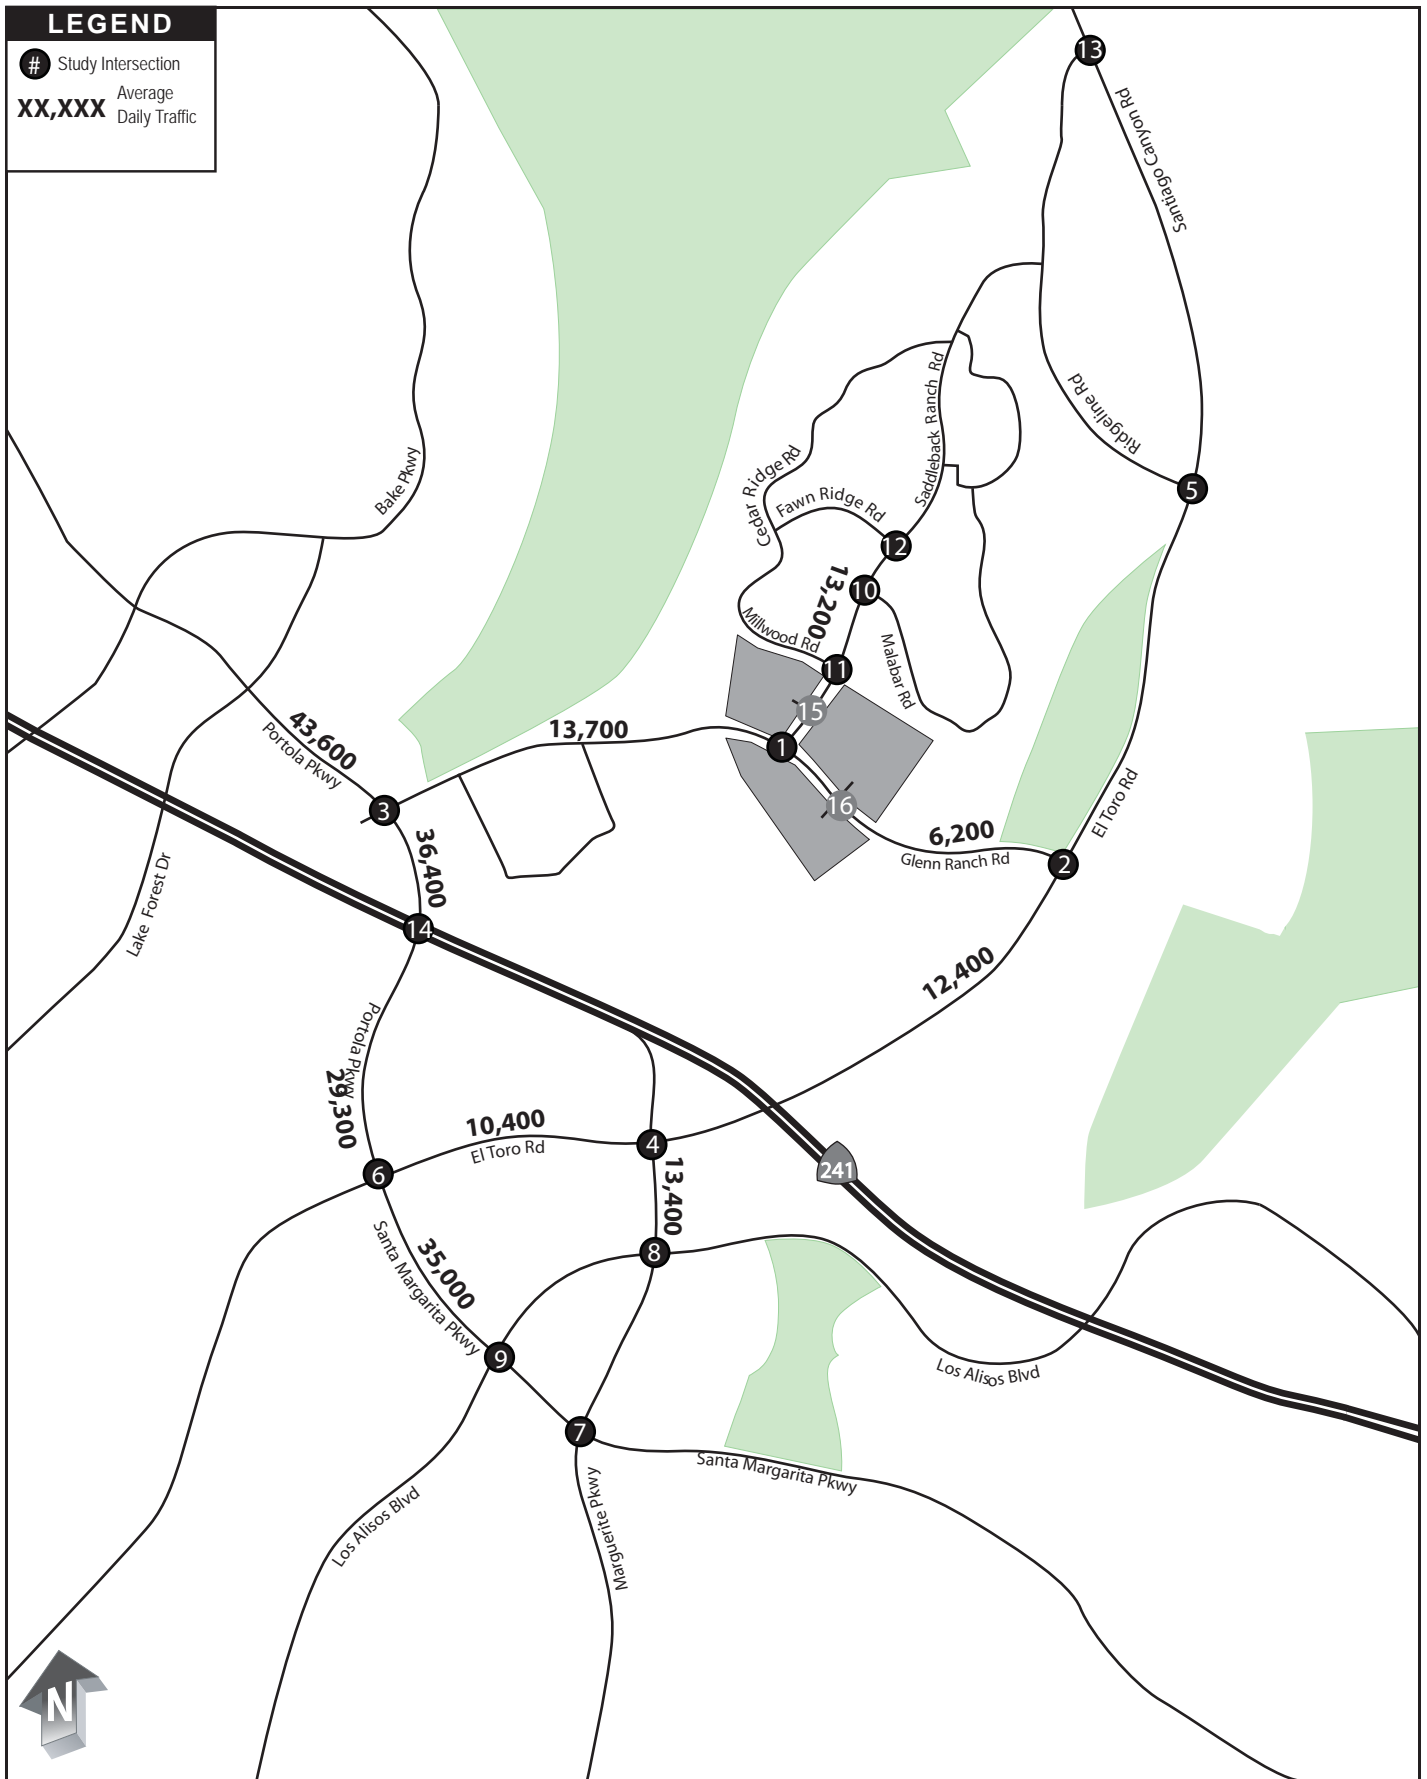 LEGEND
# Study Intersection
XX,XXX Average
Daily Traffic
13
Santiago Canyon Rd
Saddleback Ranch Rd
Ridgeline Rd
Bake Pkwy
Cedar Ridge Rd
Fawn Ridge Rd
5
12
13,200
10
Millwood Rd
Malabar Rd
11
15
43,600
Portola Pkwy
13,700
1
3
16
36,400
6,200
Glenn Ranch Rd
El Toro Rd
2
Lake Forest Dr
14
12,400
Portola Pkwy
29,300
10,400
El Toro Rd
4
6
13,400
241
35,000
Santa Margarita Pkwy
8
9
Los Alisos Blvd
7
Santa Margarita Pkwy
Los Alisos Blvd
Marguerite Pkwy
N